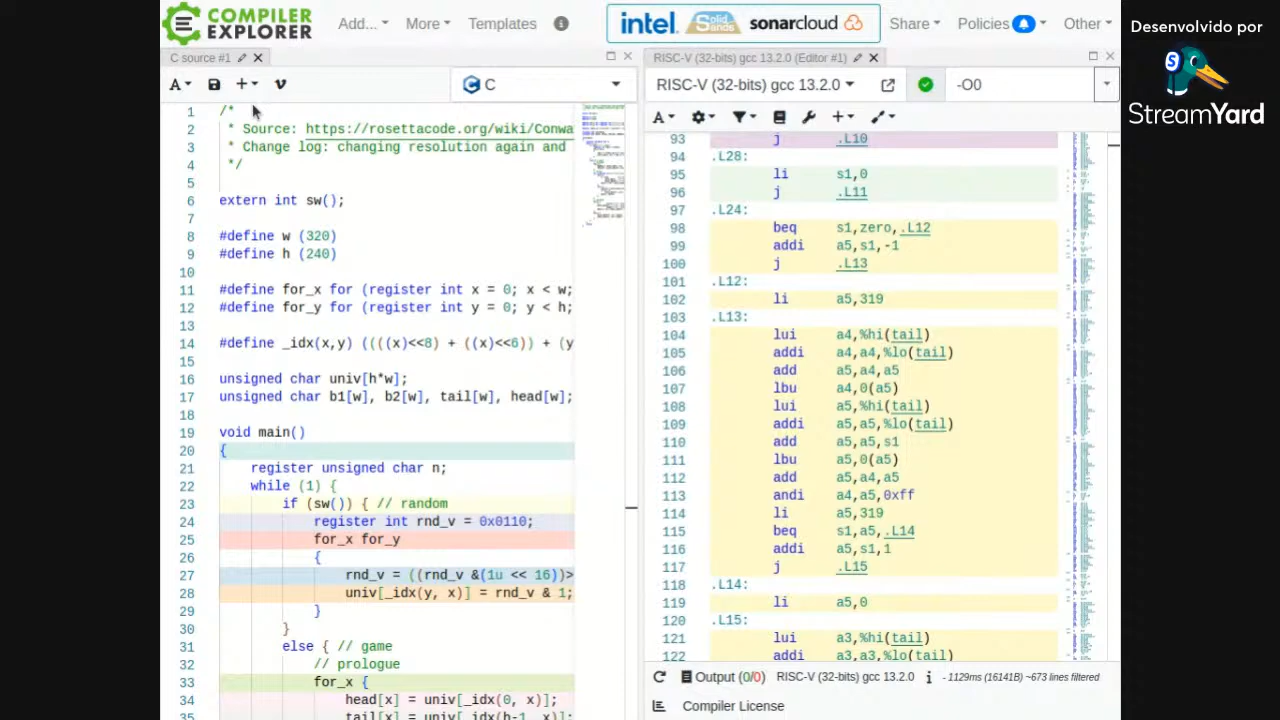 COMPILER
EXPLORER
Add...
More
Templates
intel.
Solid
Sands
sonarcloud
Share
Policies
Other
Desenvolvido por
StreamYard
C source #1
RISC-V (32-bits) gcc 13.2.0 (Editor #1)
A
C
RISC-V (32-bits) gcc 13.2.0
-O0
1 /*
2 * Source: https://rosettacode.org/wiki/Conwa
3 * Change log: changing resolution again and
4 */
5
6 extern int sw();
7
8 #define w (320)
9 #define h (240)
10
11 #define for_x for (register int x = 0; x < w;
12 #define for_y for (register int y = 0; y < h;
13
14 #define _idx(x,y) ((((x)<<8) + ((x)<<6)) + (y
15
16 unsigned char univ[h*w];
17 unsigned char b1[w], b2[w], tail[w], head[w];
18
19 void main()
20 {
21 register unsigned char n;
22 while (1) {
23 if (sw()) { // random
24 register int rnd_v = 0x0110;
25 for_x for_y
26 {
27 rnd_v = ((rnd_v &(1u << 16))>
28 univ[_idx(y, x)] = rnd_v & 1;
29 }
30 }
31 else { // game
32 // prologue
33 for_x {
34 head[x] = univ[_idx(0, x)];
35 tail[x] = univ[_idx(h-1, x)];
A
93 j .L10
94 .L28:
95 li s1,0
96 j .L11
97 .L24:
98 beq s1,zero,.L12
99 addi a5,s1,-1
100 j .L13
101 .L12:
102 li a5,319
103 .L13:
104 lui a4,%hi(tail)
105 addi a4,a4,%lo(tail)
106 add a5,a4,a5
107 lbu a4,0(a5)
108 lui a5,%hi(tail)
109 addi a5,a5,%lo(tail)
110 add a5,a5,s1
111 lbu a5,0(a5)
112 add a5,a4,a5
113 andi a4,a5,0xff
114 li a5,319
115 beq s1,a5,.L14
116 addi a5,s1,1
117 j .L15
118 .L14:
119 li a5,0
120 .L15:
121 lui a3,%hi(tail)
122 addi a3,a3,%lo(tail)
Output (0/0) RISC-V (32-bits) gcc 13.2.0 i - 1129ms (16141B) ~673 lines filtered
Compiler License